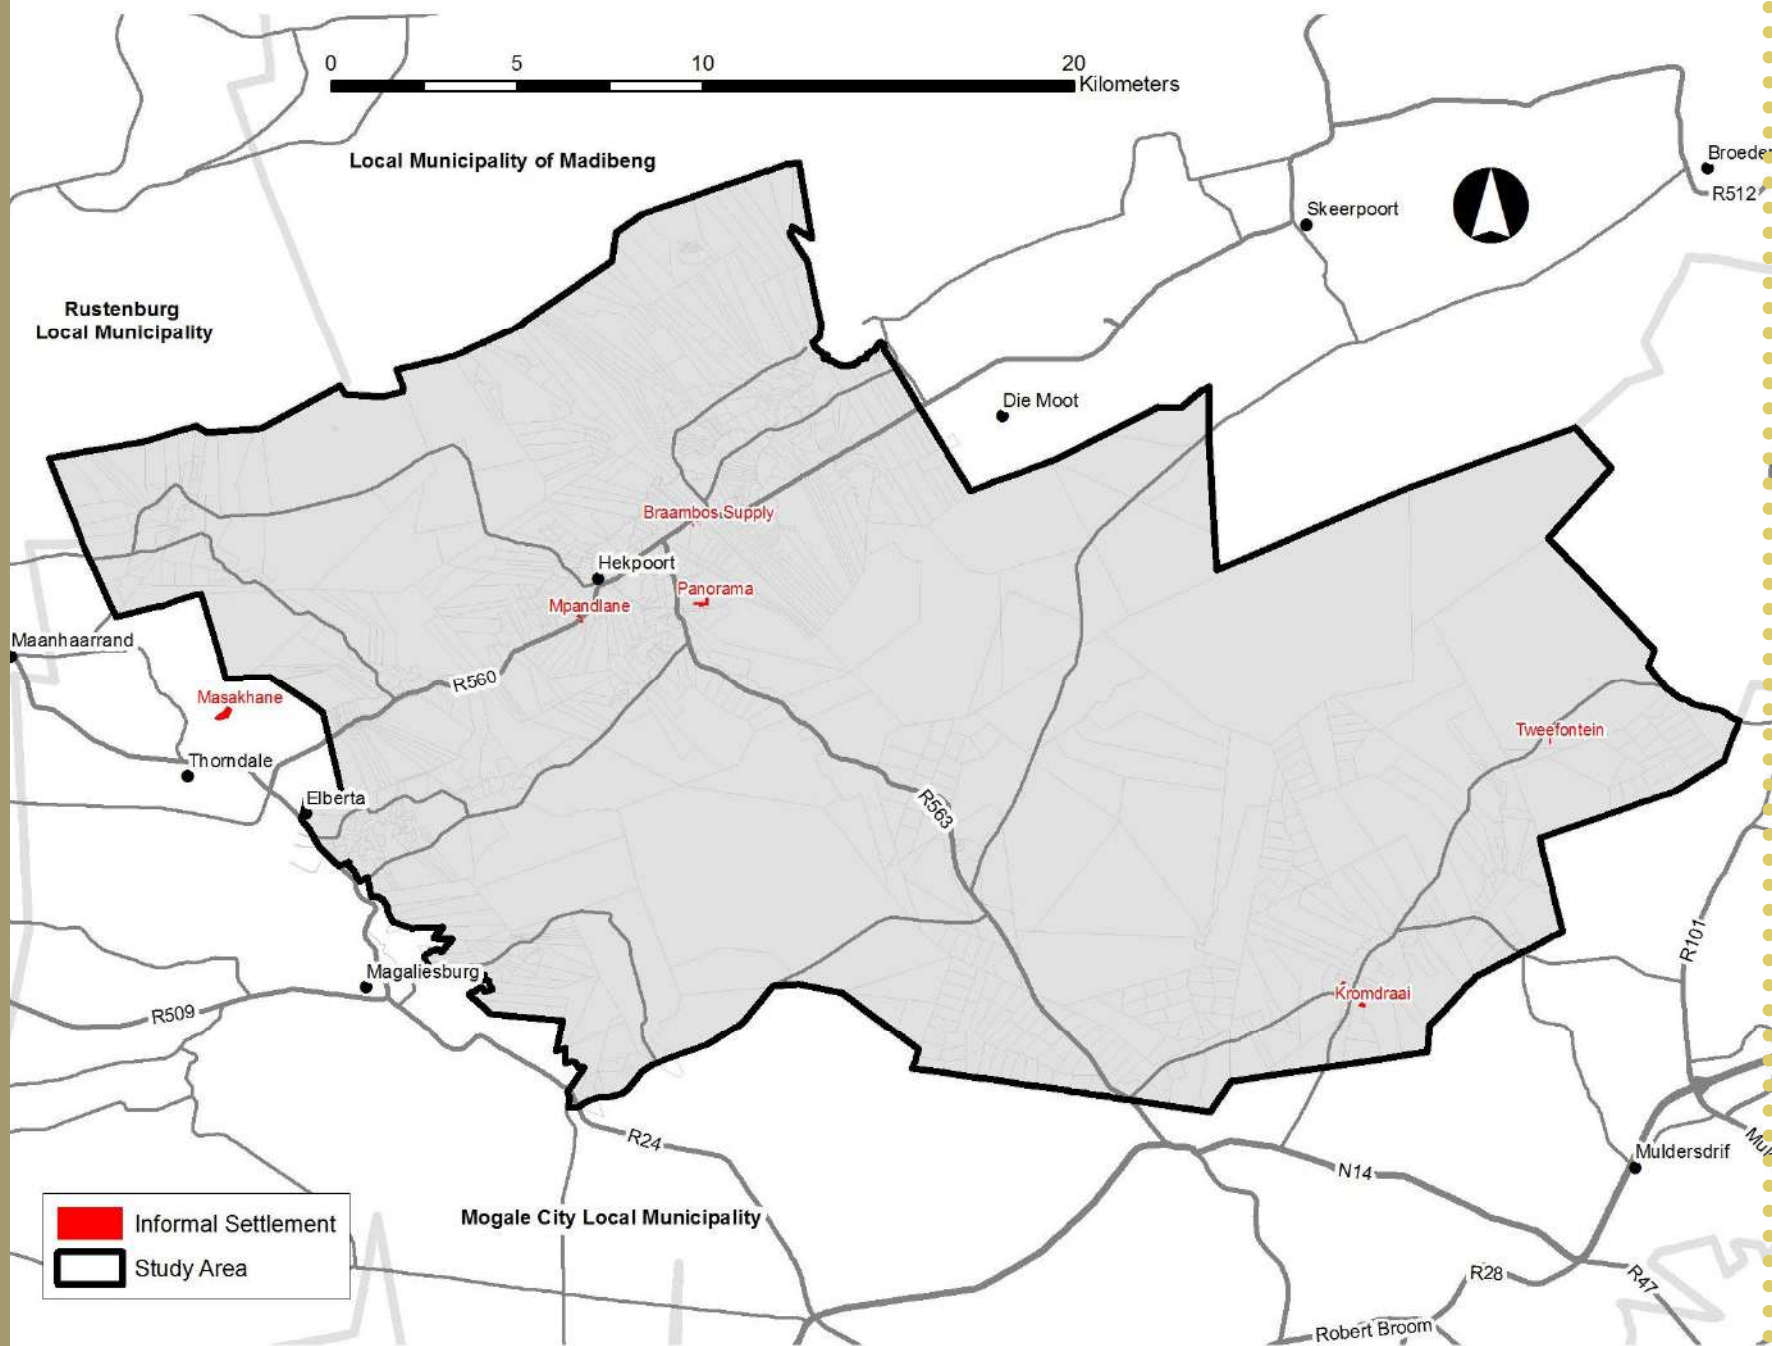 0 5 10 20
Kilometers
Local Municipality of Madibeng
R512
Skeerpoort
Rustenburg
Local Municipality
Die Moot
Braambos Supply
Hekpoort
Panorama
Mpandlane
Maanhaarrand
R560
Masakhane
Tweefontein
Thorndale
Elberta
R563
R101
Magaliesburg
Kromdraai
R509
R24
Muldersdrif
N14
Mogale City Local Municipality
Informal Settlement
Study Area
R28
R47
Robert Broom